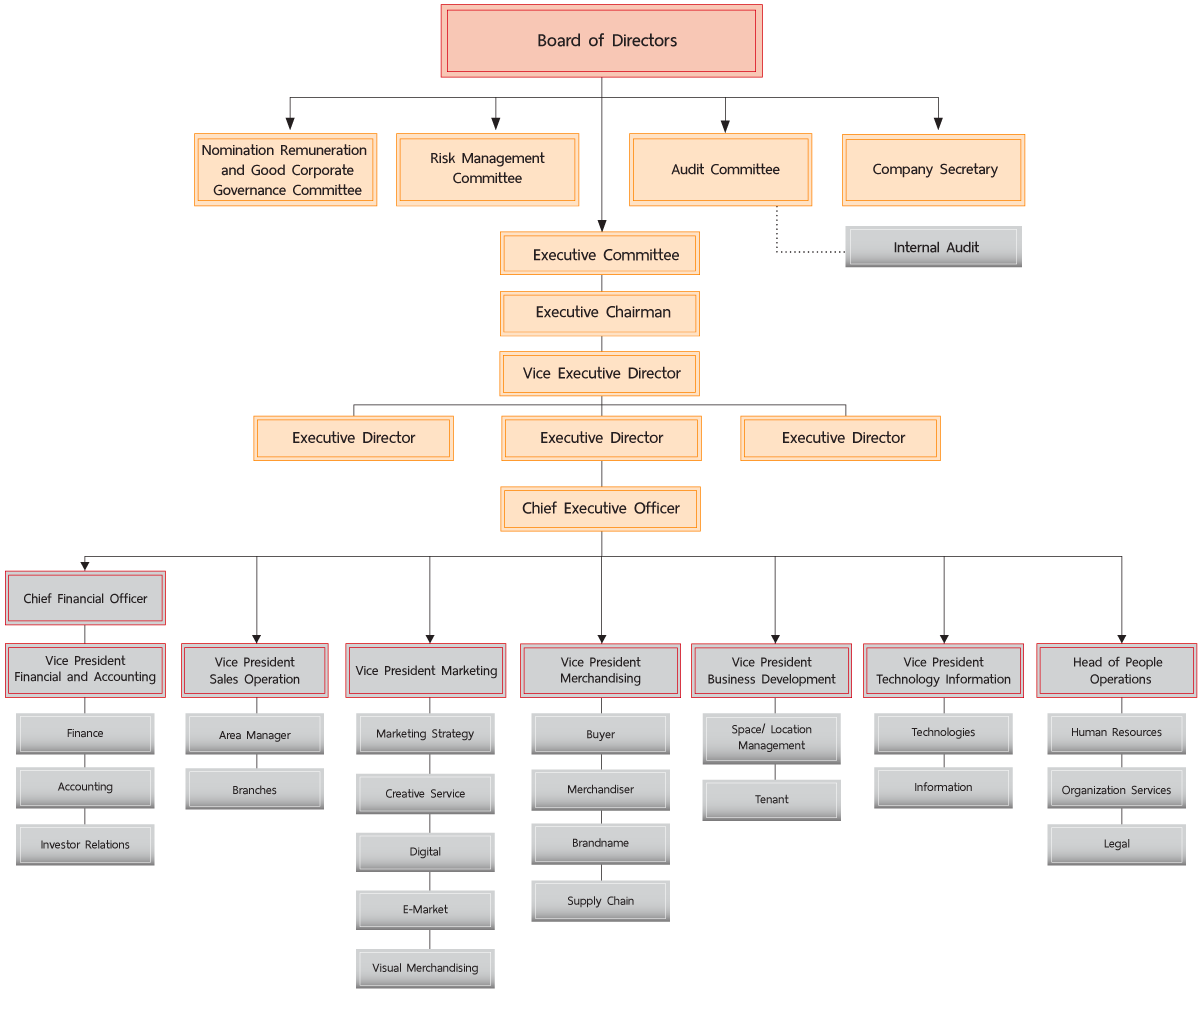 Board of Directors
Nomination Remuneration
and Good Corporate
Governance Committee
Risk Management
Committee
Audit Committee
Company Secretary
Internal Audit
Executive Committee
Executive Chairman
Vice Executive Director
Executive Director
Executive Director
Executive Director
Chief Executive Officer
Chief Financial Officer
Vice President
Financial and Accounting
Finance
Accounting
Investor Relations
Vice President
Sales Operation
Area Manager
Branches
Vice President Marketing
Marketing Strategy
Creative Service
Digital
E-Market
Visual Merchandising
Vice President
Merchandising
Buyer
Merchandiser
Brandname
Supply Chain
Vice President
Business Development
Space/ Location
Management
Tenant
Vice President
Technology Information
Technologies
Information
Head of People
Operations
Human Resources
Organization Services
Legal